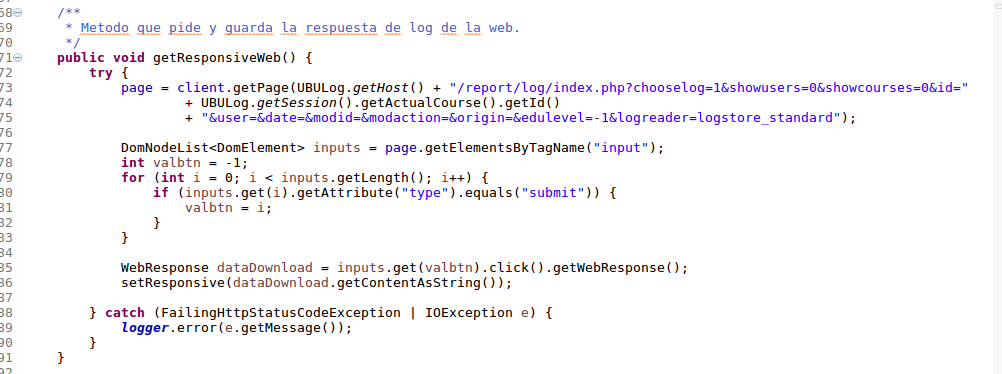 68 /**
69 * Metodo que pide y guarda la respuesta de log de la web.
70 */
71 public void getResponsiveWeb() {
72 try {
73 page = client.getPage(UBULog.getHost() + "/report/log/index.php?chooselog=1&showusers=0&showcourses=0&id="
74 + UBULog.getSession().getActualCourse().getId()
75 + "&user=&date=&modid=&modaction=&origin=&edulevel=-1&logreader=logstore_standard");
76
77 DomNodeList<DomElement> inputs = page.getElementsByTagName("input");
78 int valbtn = -1;
79 for (int i = 0; i < inputs.getLength(); i++) {
80 if (inputs.get(i).getAttribute("type").equals("submit")) {
81 valbtn = i;
82 }
83 }
84
85 WebResponse dataDownload = inputs.get(valbtn).click().getWebResponse();
86 setResponsive(dataDownload.getContentAsString());
87
88 } catch (FailingHttpStatusCodeException | IOException e) {
89 logger.error(e.getMessage());
90 }
91 }
92